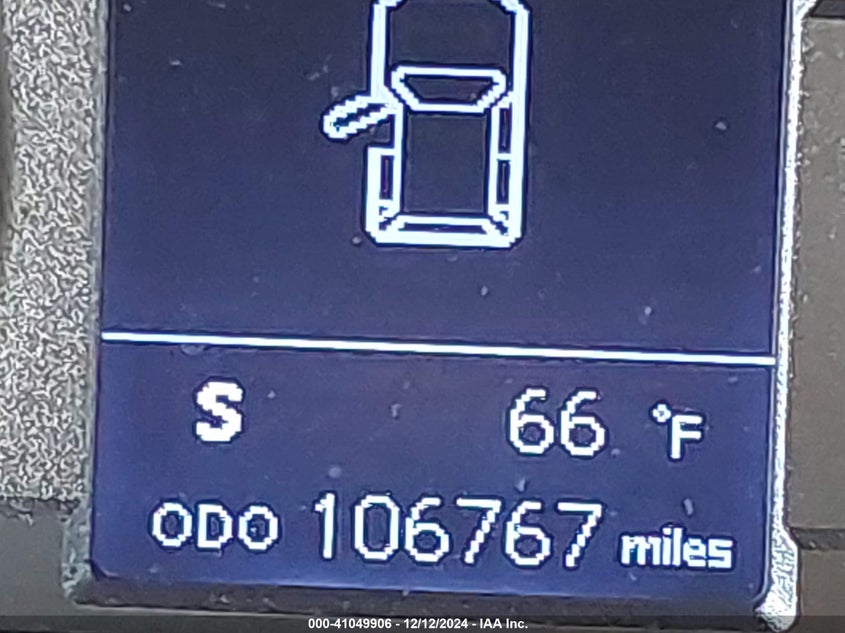 S 66 °F
ODO 106767 miles
000-41049906 - 12/12/2024 - IAA Inc.